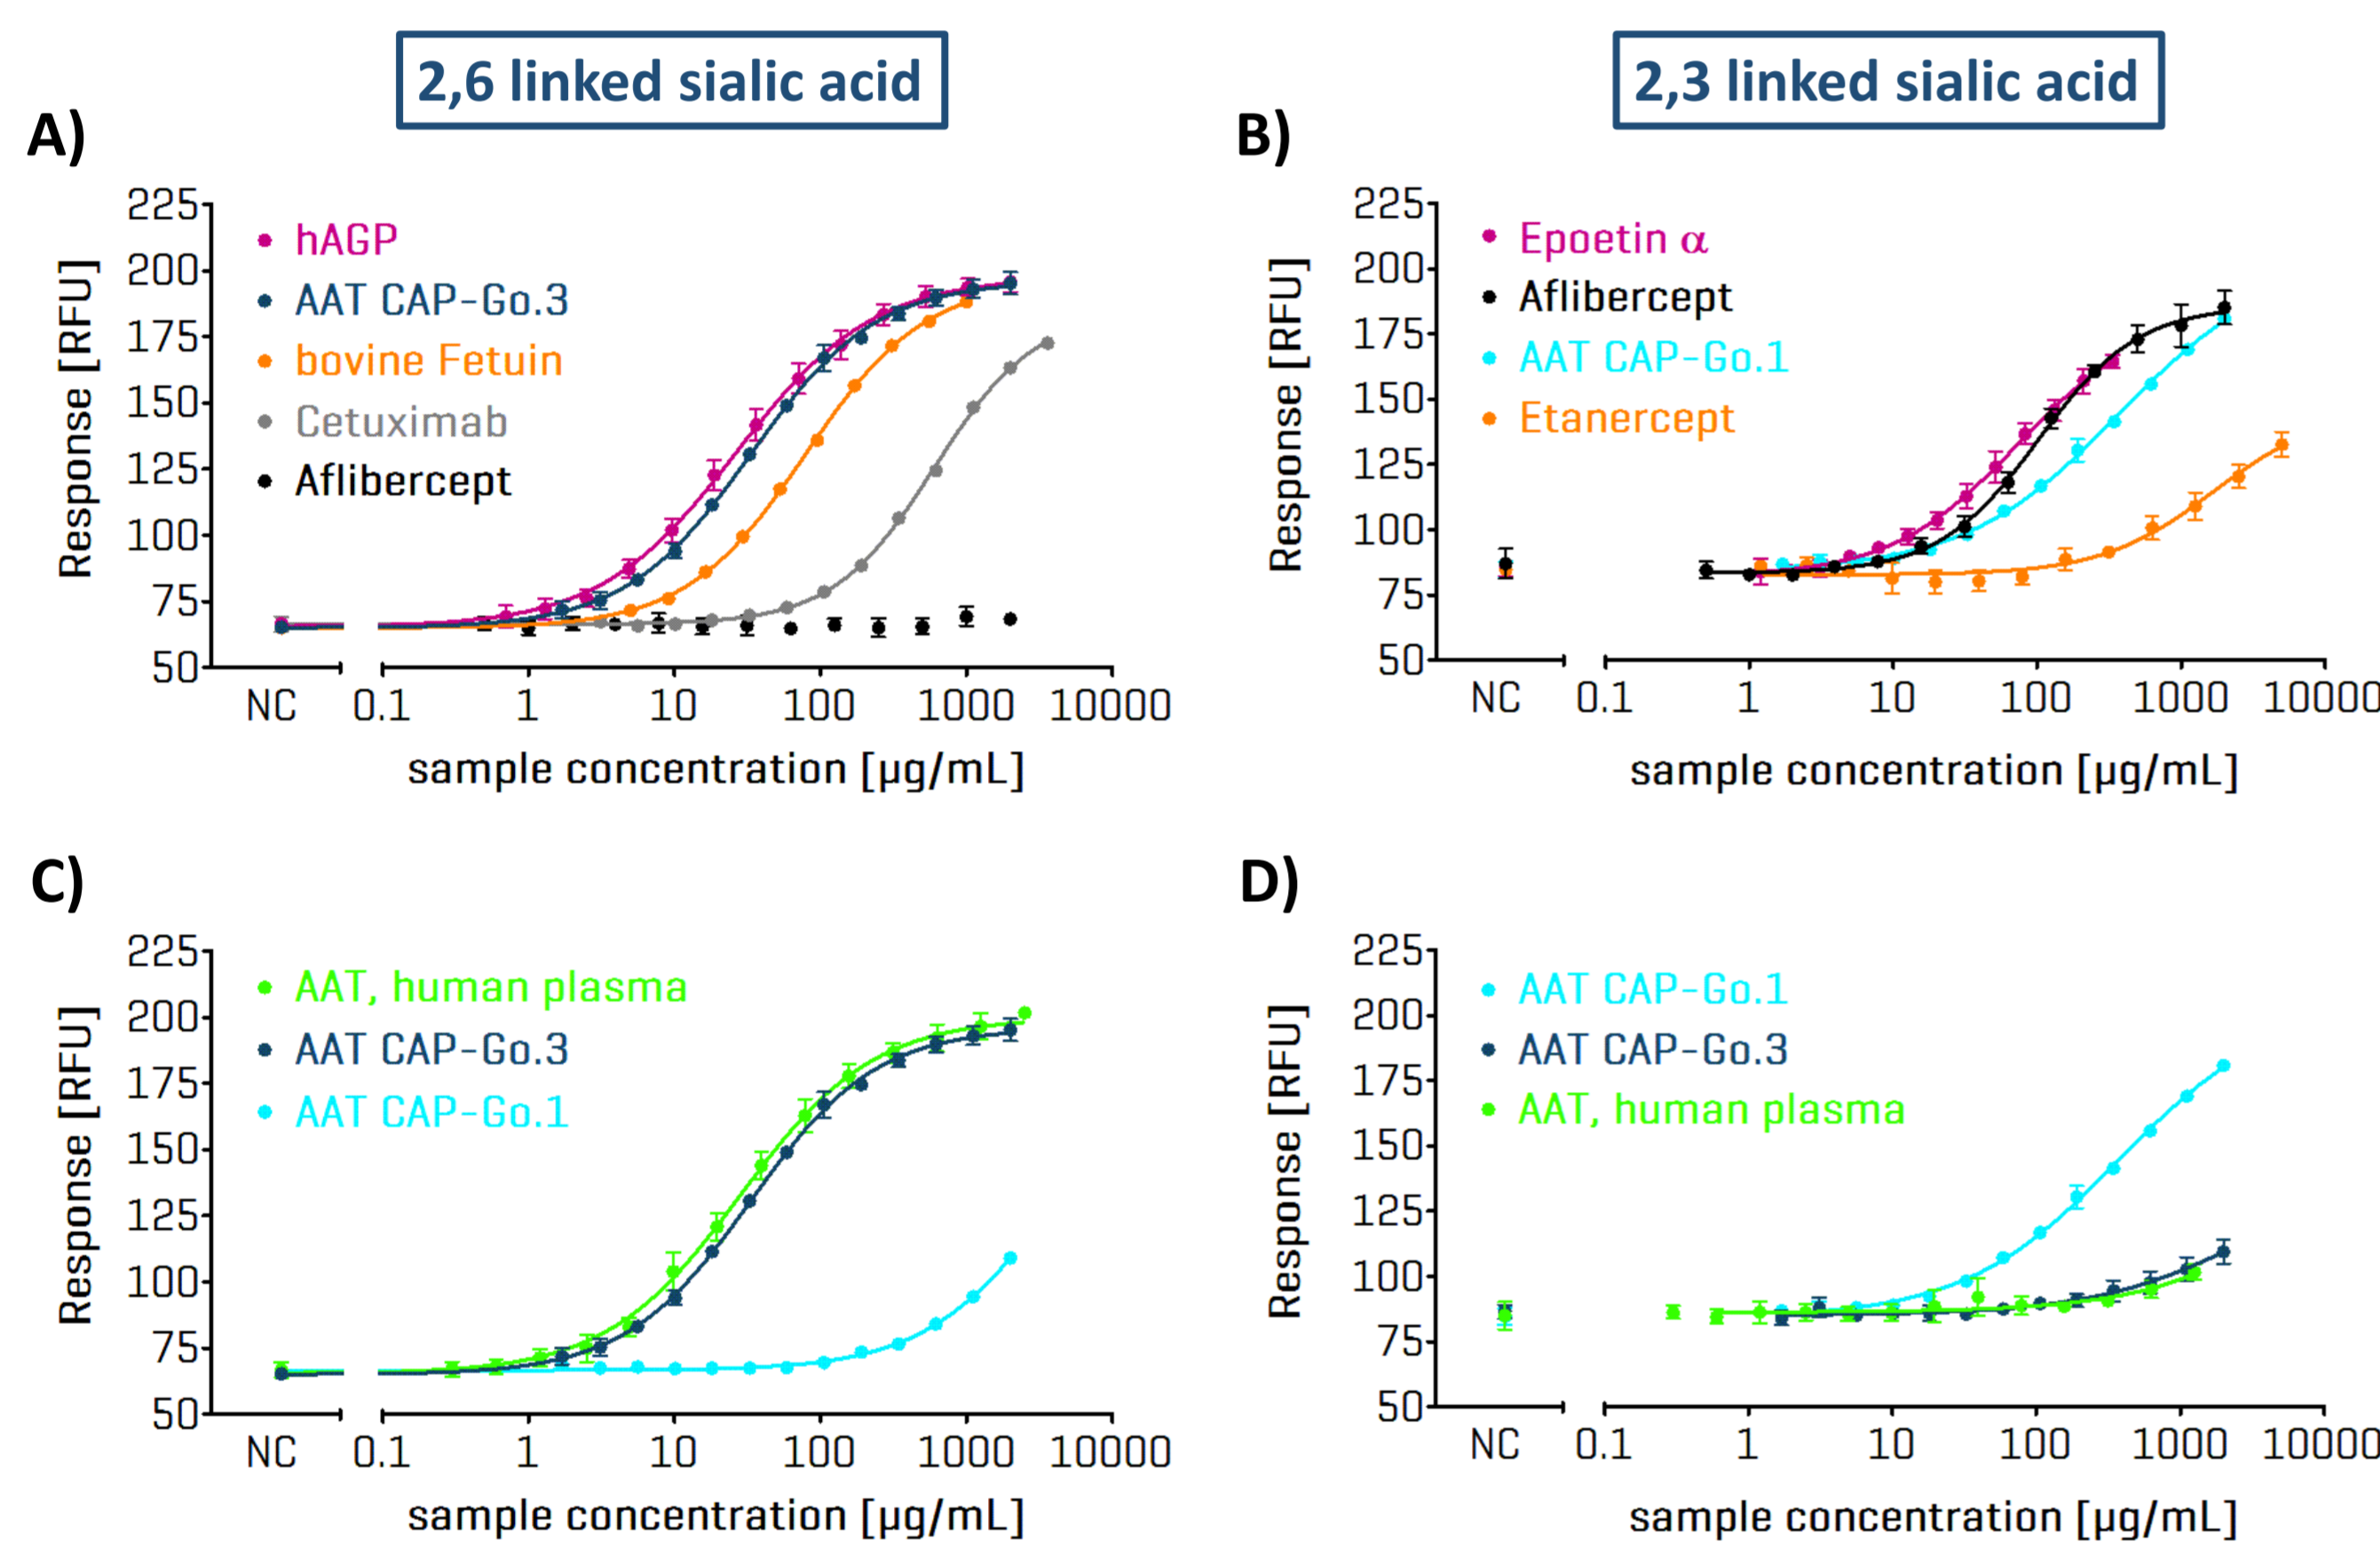 2,6 linked sialic acid
2,3 linked sialic acid
A)
225
200
175
150
125
100
75
50
Response [RFU]
hAGP
AAT CAP-Go.3
bovine Fetuin
Cetuximab
Aflibercept
NC 0.1 1 10 100 1000 10000
sample concentration [µg/mL]
B)
225
200
175
150
125
100
75
50
Response [RFU]
Epoetin α
Aflibercept
AAT CAP-Go.1
Etanercept
NC 0.1 1 10 100 1000 10000
sample concentration [µg/mL]
C)
225
200
175
150
125
100
75
50
Response [RFU]
AAT, human plasma
AAT CAP-Go.3
AAT CAP-Go.1
NC 0.1 1 10 100 1000 10000
sample concentration [µg/mL]
D)
225
200
175
150
125
100
75
50
Response [RFU]
AAT CAP-Go.1
AAT CAP-Go.3
AAT, human plasma
NC 0.1 1 10 100 1000 10000
sample concentration [µg/mL]